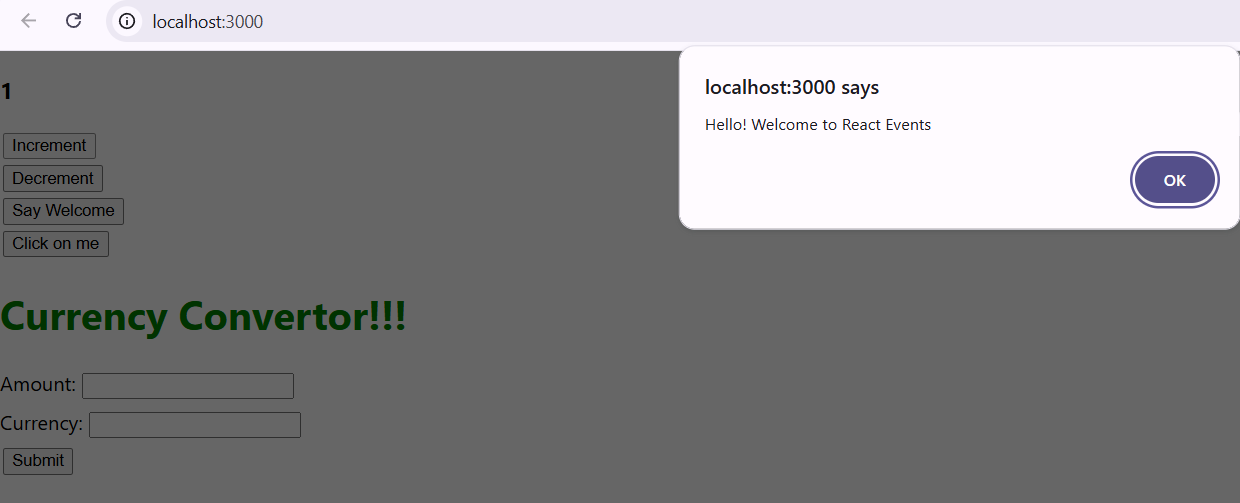 localhost:3000
localhost:3000 says
Hello! Welcome to React Events
OK
1
Increment
Decrement
Say Welcome
Click on me
Currency Convertor!!!
Amount:
Currency:
Submit